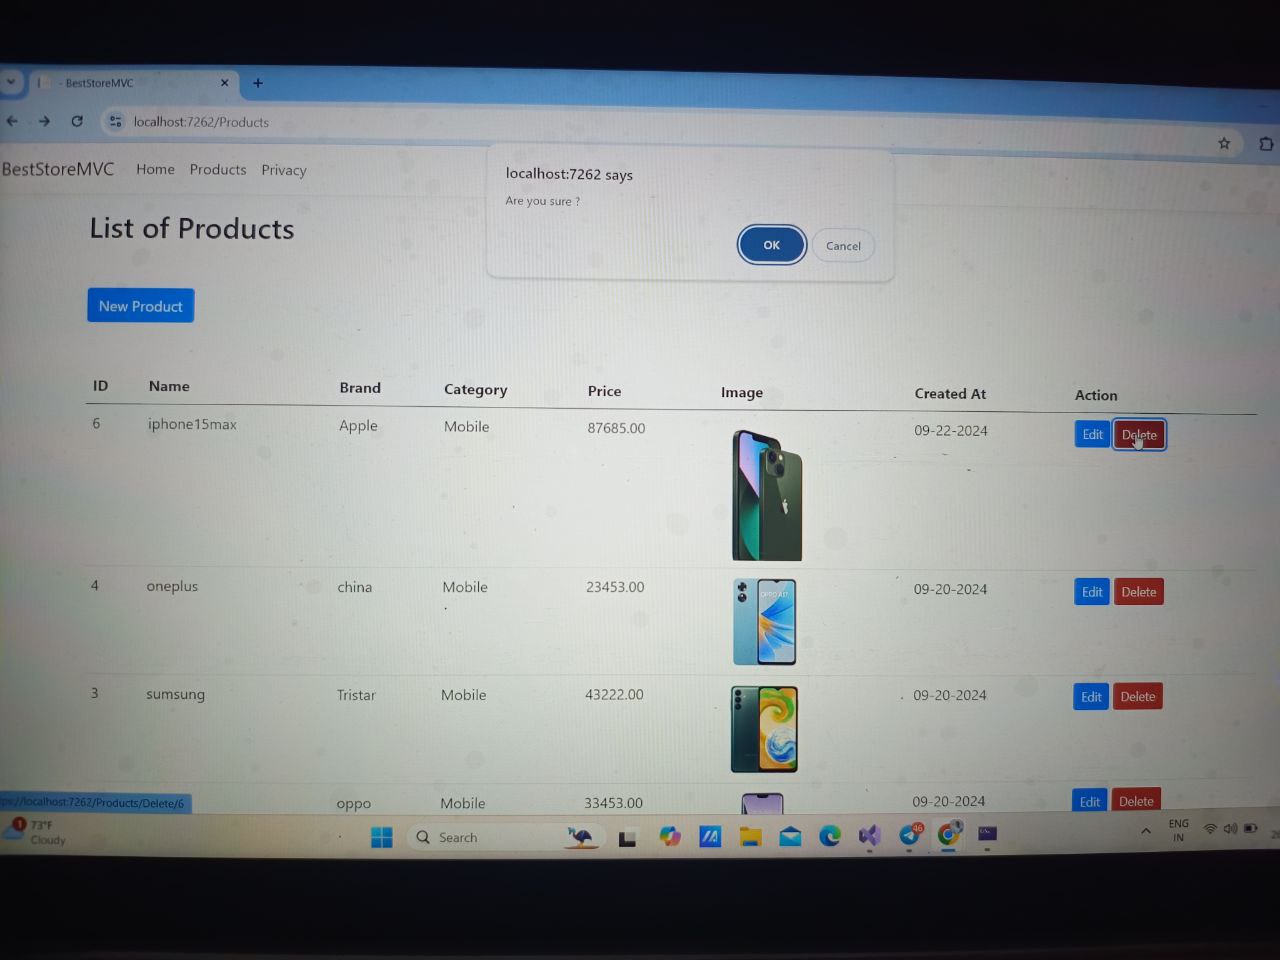 - BestStoreMVC
localhost:7262/Products
BestStoreMVC Home Products Privacy
localhost:7262 says
Are you sure ?
OK Cancel
List of Products
New Product
ID Name Brand Category Price Image Created At Action
6 iphone15max Apple Mobile 87685.00 09-22-2024 Edit Delete
4 oneplus china Mobile 23453.00 09-20-2024 Edit Delete
3 sumsung Tristar Mobile 43222.00 09-20-2024 Edit Delete
oppo Mobile 33453.00 09-20-2024 Edit Delete
ps://localhost:7262/Products/Delete/6
1 73°F
Cloudy
Search
46
ENG
IN